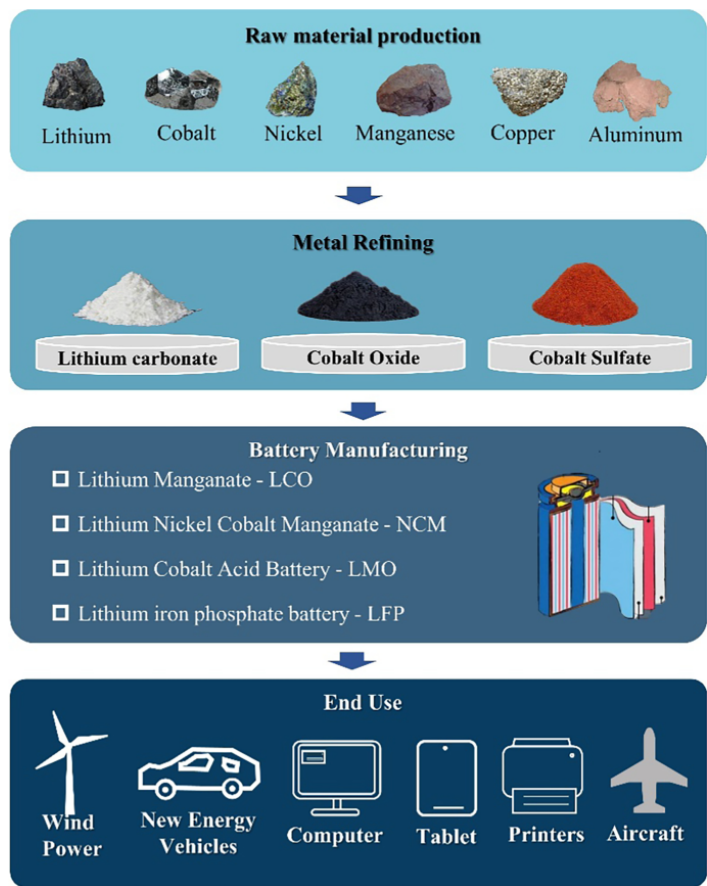 Raw material production
Lithium
Cobalt
Nickel
Manganese
Copper
Aluminum
Metal Refining
Lithium carbonate
Cobalt Oxide
Cobalt Sulfate
Battery Manufacturing
Lithium Manganate - LCO
Lithium Nickel Cobalt Manganate - NCM
Lithium Cobalt Acid Battery - LMO
Lithium iron phosphate battery - LFP
End Use
Wind
Power
New Energy
Vehicles
Computer
Tablet
Printers
Aircraft